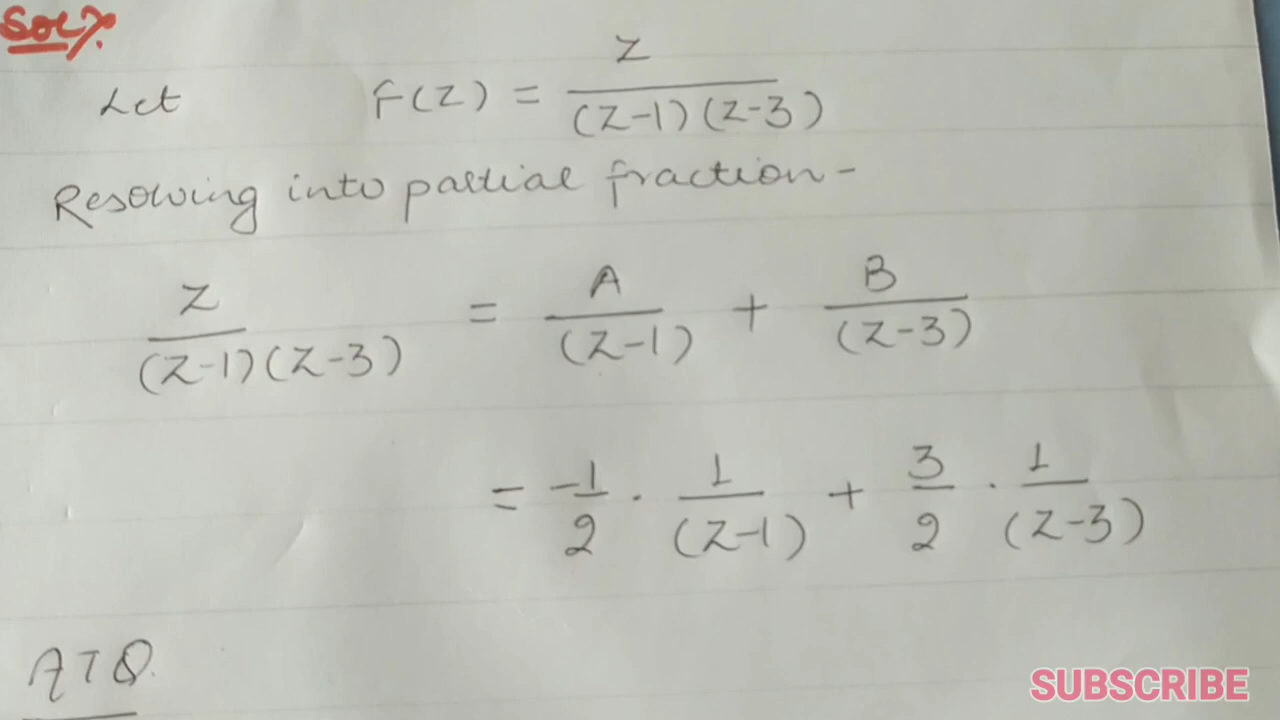 Sol:
Let F(Z) = Z / (Z-1)(Z-3)
Resolving into partial fraction -
Z / (Z-1)(Z-3) = A / (Z-1) + B / (Z-3)
= -1/2 . 1/(Z-1) + 3/2 . 1/(Z-3)
ATQ.
SUBSCRIBE